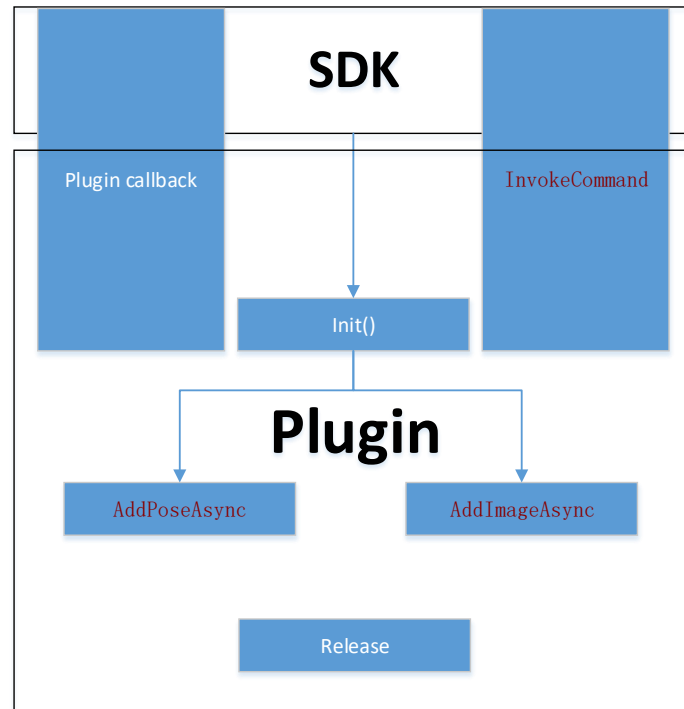 SDK
Plugin callback
InvokeCommand
Init()
Plugin
AddPoseAsync
AddImageAsync
Release